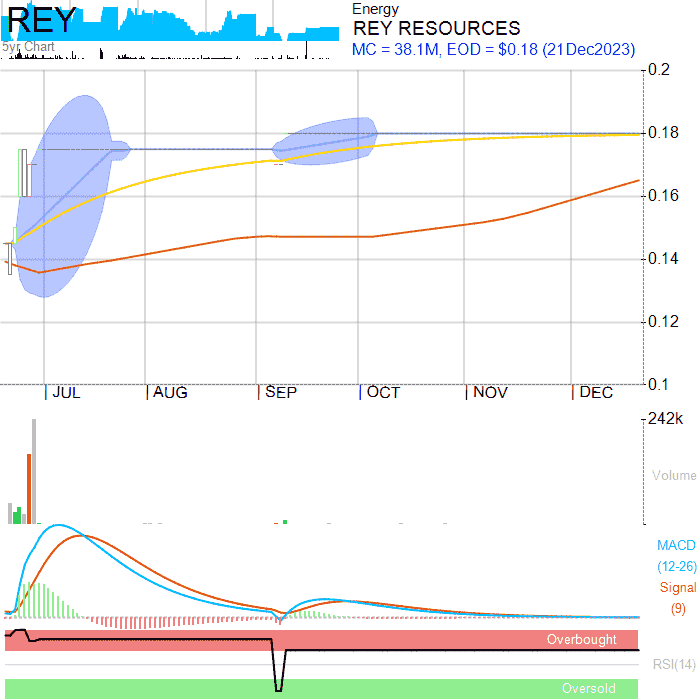 REY
5yr Chart
Energy
REY RESOURCES
MC = 38.1M, EOD = $0.18 (21Dec2023)
0.2
0.18
0.16
0.14
0.12
0.1
JUL AUG SEP OCT NOV DEC
242k
Volume
MACD
(12-26)
Signal
(9)
Overbought
RSI(14)
Oversold